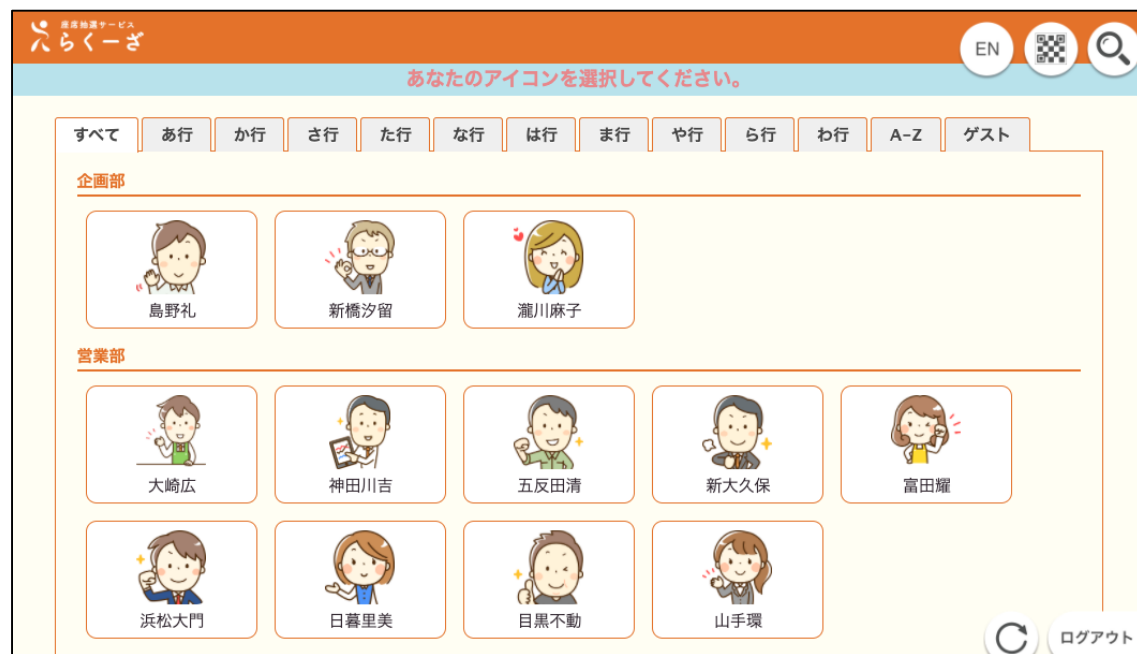 座席抽選サービス
らくーざ
EN
あなたのアイコンを選択してください。
すべて あ行 か行 さ行 た行 な行 は行 ま行 や行 ら行 わ行 A-Z ゲスト
企画部
島野礼 新橋汐留 瀧川麻子
営業部
大崎広 神田川吉 五反田清 新大久保 富田耀
浜松大門 日暮里美 目黒不動 山手環
ログアウト